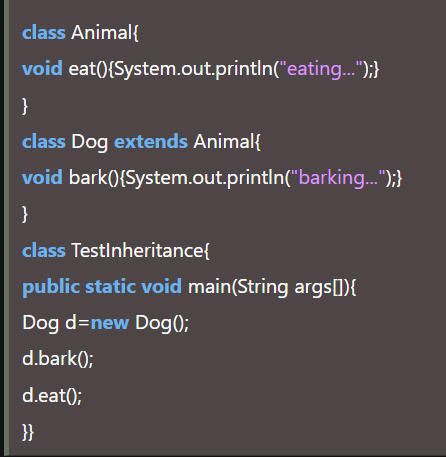 class Animal{
void eat(){System.out.println("eating...");}
}
class Dog extends Animal{
void bark(){System.out.println("barking...");}
}
class TestInheritance{
public static void main(String args[]){
Dog d=new Dog();
d.bark();
d.eat();
}}